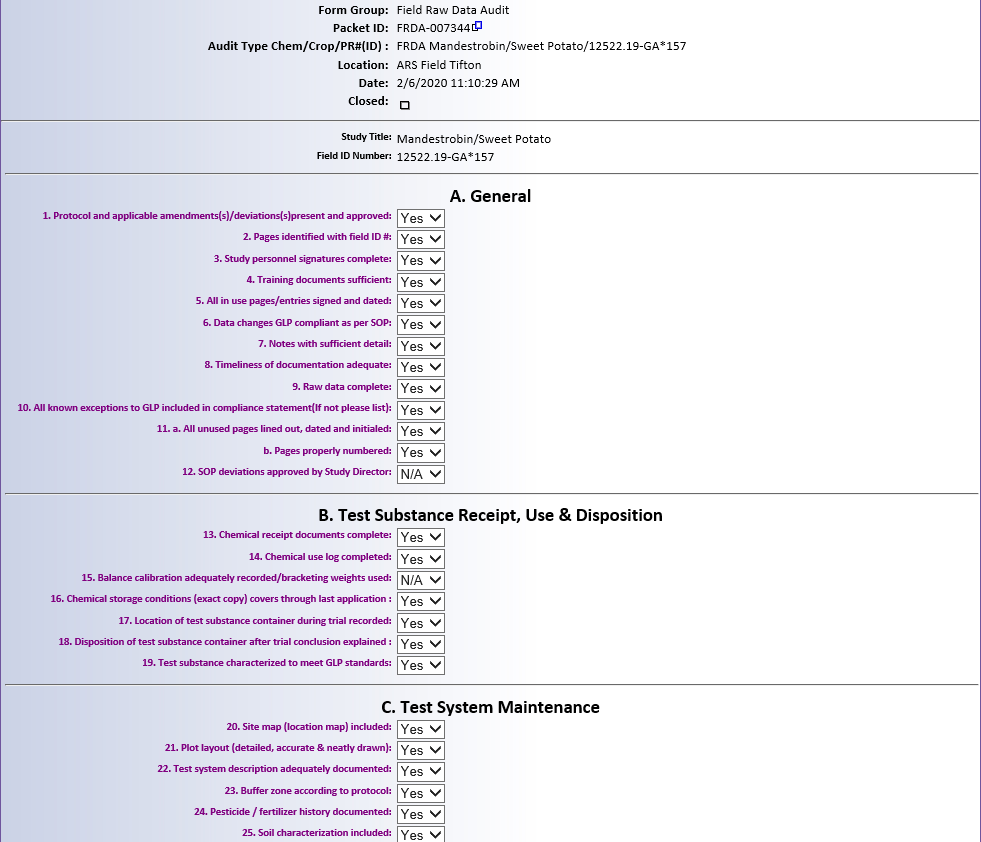 Form Group: Field Raw Data Audit
Packet ID: FRDA-007344
Audit Type Chem/Crop/PR#(ID) : FRDA Mandestrobin/Sweet Potato/12522.19-GA*157
Location: ARS Field Tifton
Date: 2/6/2020 11:10:29 AM
Closed:
Study Title: Mandestrobin/Sweet Potato
Field ID Number: 12522.19-GA*157
A. General
1. Protocol and applicable amendments(s)/deviations(s)present and approved: Yes
2. Pages identified with field ID #: Yes
3. Study personnel signatures complete: Yes
4. Training documents sufficient: Yes
5. All in use pages/entries signed and dated: Yes
6. Data changes GLP compliant as per SOP: Yes
7. Notes with sufficient detail: Yes
8. Timeliness of documentation adequate: Yes
9. Raw data complete: Yes
10. All known exceptions to GLP included in compliance statement(If not please list): Yes
11. a. All unused pages lined out, dated and initialed: Yes
b. Pages properly numbered: Yes
12. SOP deviations approved by Study Director: N/A
B. Test Substance Receipt, Use & Disposition
13. Chemical receipt documents complete: Yes
14. Chemical use log completed: Yes
15. Balance calibration adequately recorded/bracketing weights used: N/A
16. Chemical storage conditions (exact copy) covers through last application : Yes
17. Location of test substance container during trial recorded: Yes
18. Disposition of test substance container after trial conclusion explained : Yes
19. Test substance characterized to meet GLP standards: Yes
C. Test System Maintenance
20. Site map (location map) included: Yes
21. Plot layout (detailed, accurate & neatly drawn): Yes
22. Test system description adequately documented: Yes
23. Buffer zone according to protocol: Yes
24. Pesticide / fertilizer history documented: Yes
25. Soil characterization included: Yes